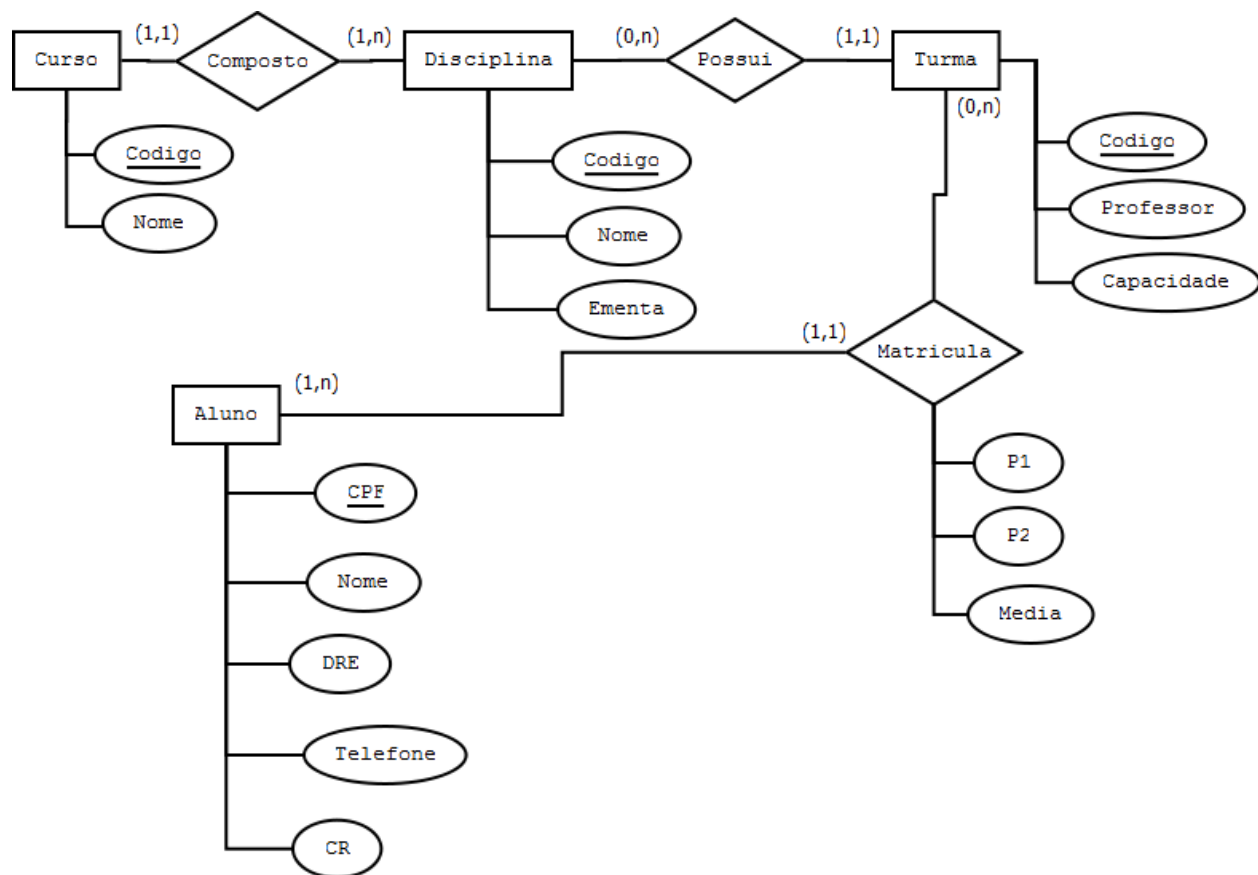 (1,1)
(1,n)
(0,n)
(1,1)
Curso
Composto
Disciplina
Possui
Turma
(0,n)
Codigo
Nome
Codigo
Nome
Ementa
Codigo
Professor
Capacidade
(1,1)
Matricula
(1,n)
Aluno
P1
P2
Media
CPF
Nome
DRE
Telefone
CR